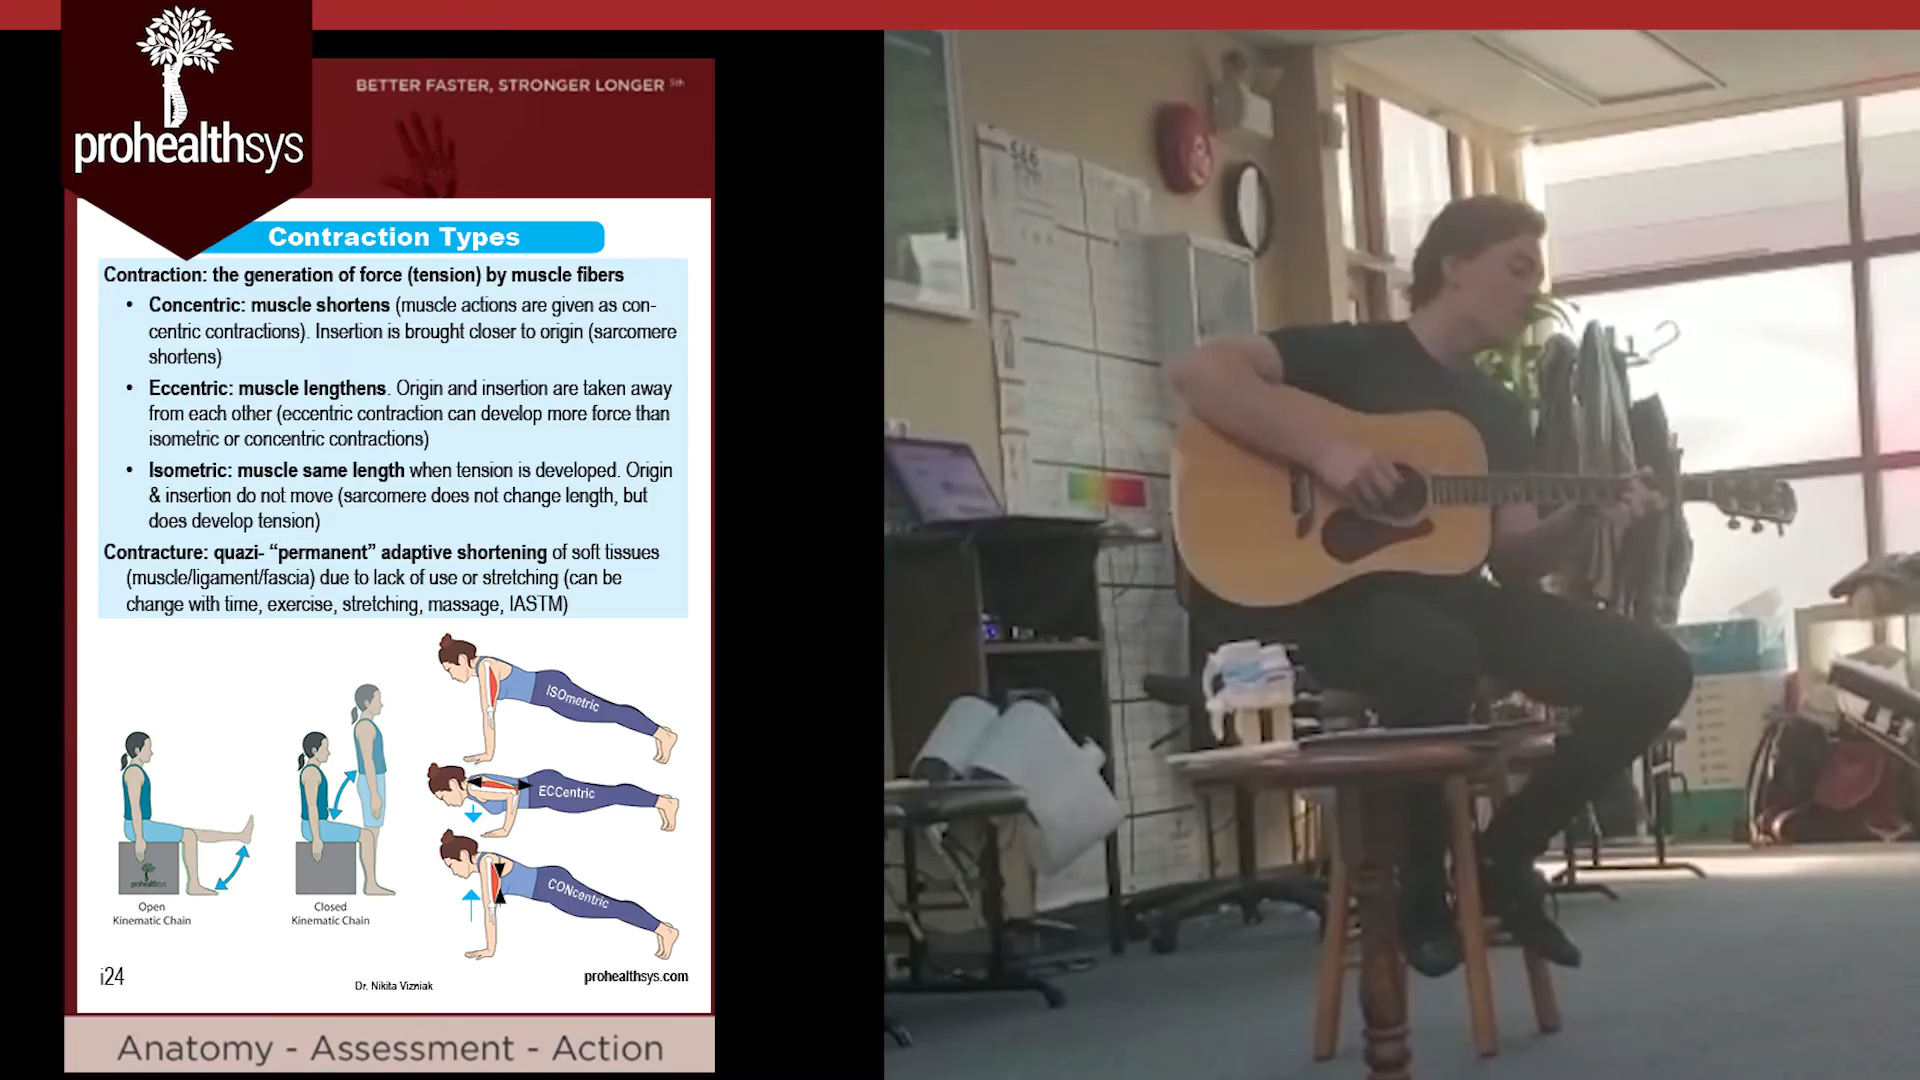 BETTER FASTER, STRONGER LONGER 5th
prohealthsys
Contraction Types
Contraction: the generation of force (tension) by muscle fibers
• Concentric: muscle shortens (muscle actions are given as con-
centric contractions). Insertion is brought closer to origin (sarcomere
shortens)
• Eccentric: muscle lengthens. Origin and insertion are taken away
from each other (eccentric contraction can develop more force than
isometric or concentric contractions)
• Isometric: muscle same length when tension is developed. Origin
& insertion do not move (sarcomere does not change length, but
does develop tension)
Contracture: quazi- “permanent” adaptive shortening of soft tissues
(muscle/ligament/fascia) due to lack of use or stretching (can be
change with time, exercise, stretching, massage, IASTM)
ISOmetric
ECCentric
CONcentric
prohealthsys
Open
Kinematic Chain
Closed
Kinematic Chain
i24
Dr. Nikita Vizniak
prohealthsys.com
Anatomy - Assessment - Action